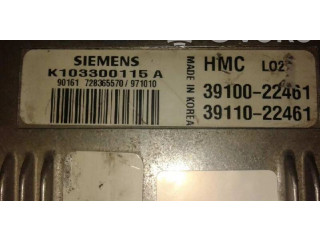 SIEMENS
K103300115 A
90161 728365570/971010
MADE IN KOREA
HMC L02
39100-22461
39110-22461